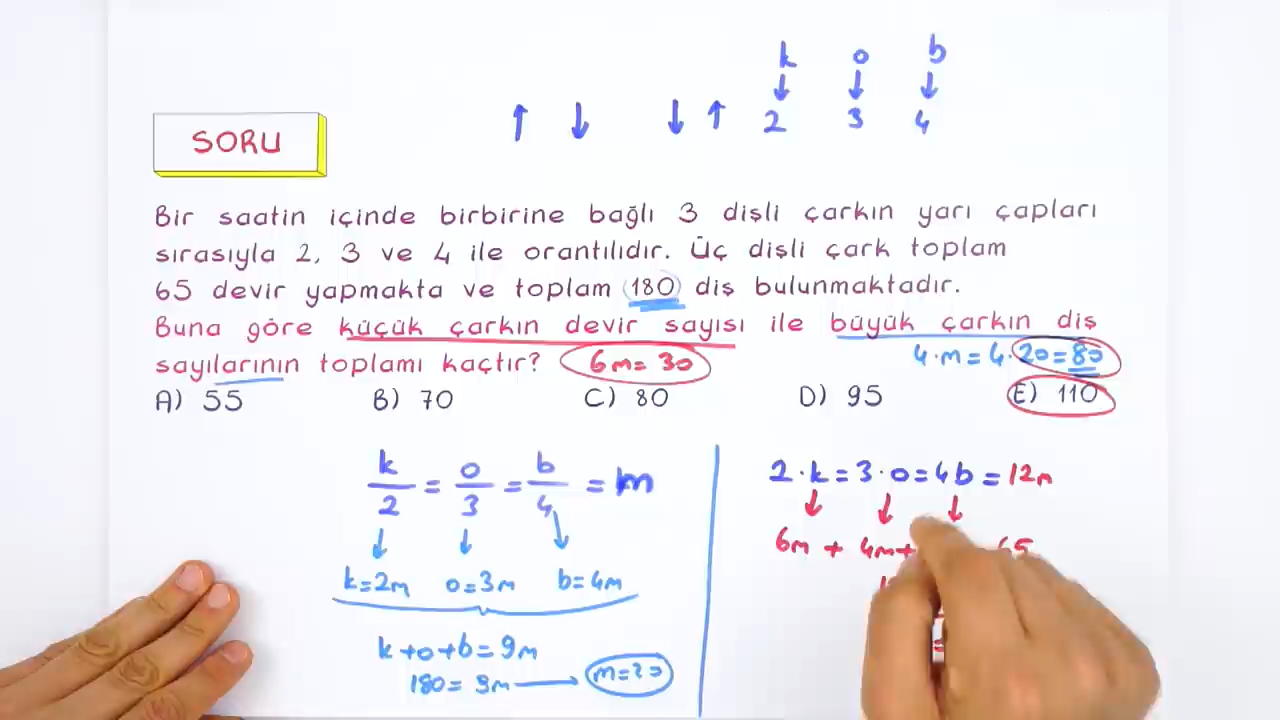 k o b
↑ ↓ ↓ ↑ 2 3 4
SORU
Bir saatin içinde birbirine bağlı 3 dişli çarkın yarı çapları
sırasıyla 2, 3 ve 4 ile orantılıdır. Üç dişli çark toplam
65 devir yapmakta ve toplam (180) diş bulunmaktadır.
Buna göre küçük çarkın devir sayısı ile büyük çarkın diş
sayılarının toplamı kaçtır? 6m=30 4·m=4·20=80
A) 55 B) 70 C) 80 D) 95 E) 110
k/2 = o/3 = b/4 = m
k=2m o=3m b=4m
k+o+b=9m
180=9m → m=20
2·k=3·o=4b=12m
6m + 4m+ 65